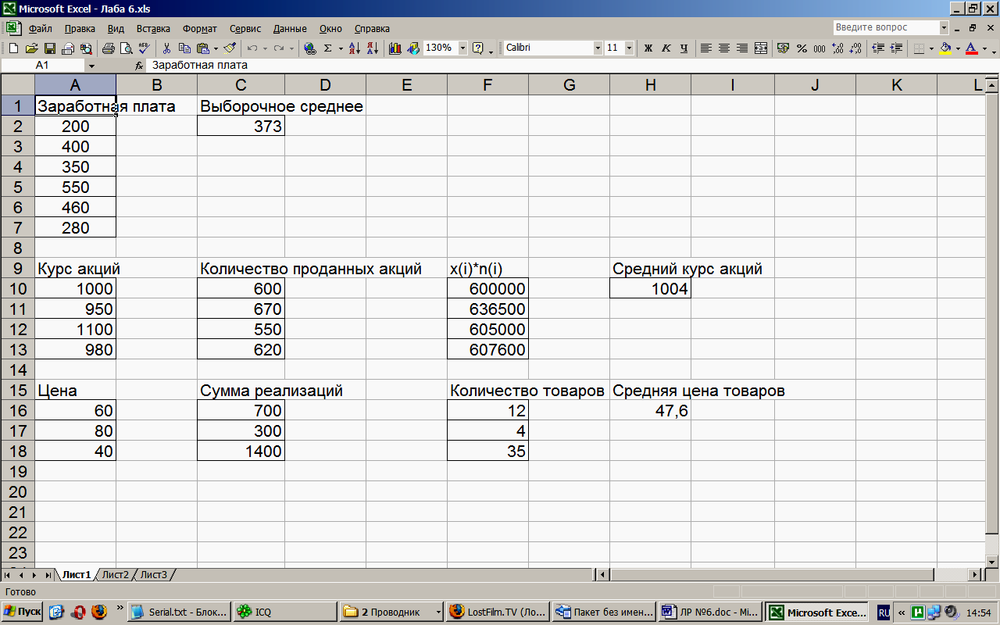 Microsoft Excel - Лаба 6.xls
Файл Правка Вид Вставка Формат Сервис Данные Окно Справка Введите вопрос
130% Calibri 11 Ж К Ч % 000
A1 fx Заработная плата
A B C D E F G H I J K L
1 Заработная плата Выборочное среднее
2 200 373
3 400
4 350
5 550
6 460
7 280
8
9 Курс акций Количество проданных акций x(i)*n(i) Средний курс акций
10 1000 600 600000 1004
11 950 670 636500
12 1100 550 605000
13 980 620 607600
14
15 Цена Сумма реализаций Количество товаров Средняя цена товаров
16 60 700 12 47,6
17 80 300 4
18 40 1400 35
19
20
21
22
23
Лист1 Лист2 Лист3
Готово
Пуск » Serial.txt - Блок... ICQ 2 Проводник LostFilm.TV (Ло... Пакет без имен... ЛР №6.doc - Mi... Microsoft Exce... RU « 14:54